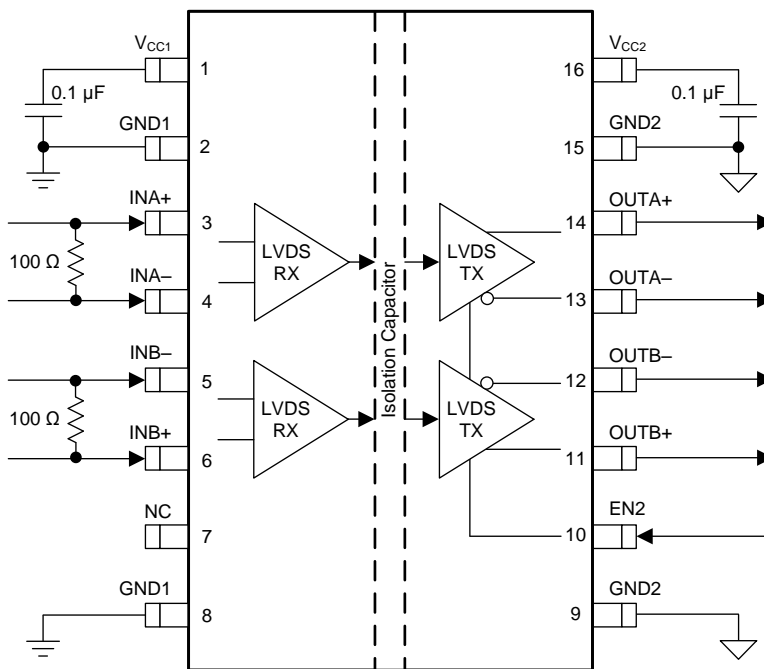 VCC1
1
0.1 µF
GND1
2
INA+
3
100 Ω
INA–
4
INB–
5
100 Ω
INB+
6
NC
7
GND1
8
LVDS
RX
LVDS
RX
Isolation Capacitor
LVDS
TX
LVDS
TX
VCC2
16
0.1 µF
GND2
15
OUTA+
14
OUTA–
13
OUTB–
12
OUTB+
11
EN2
10
GND2
9